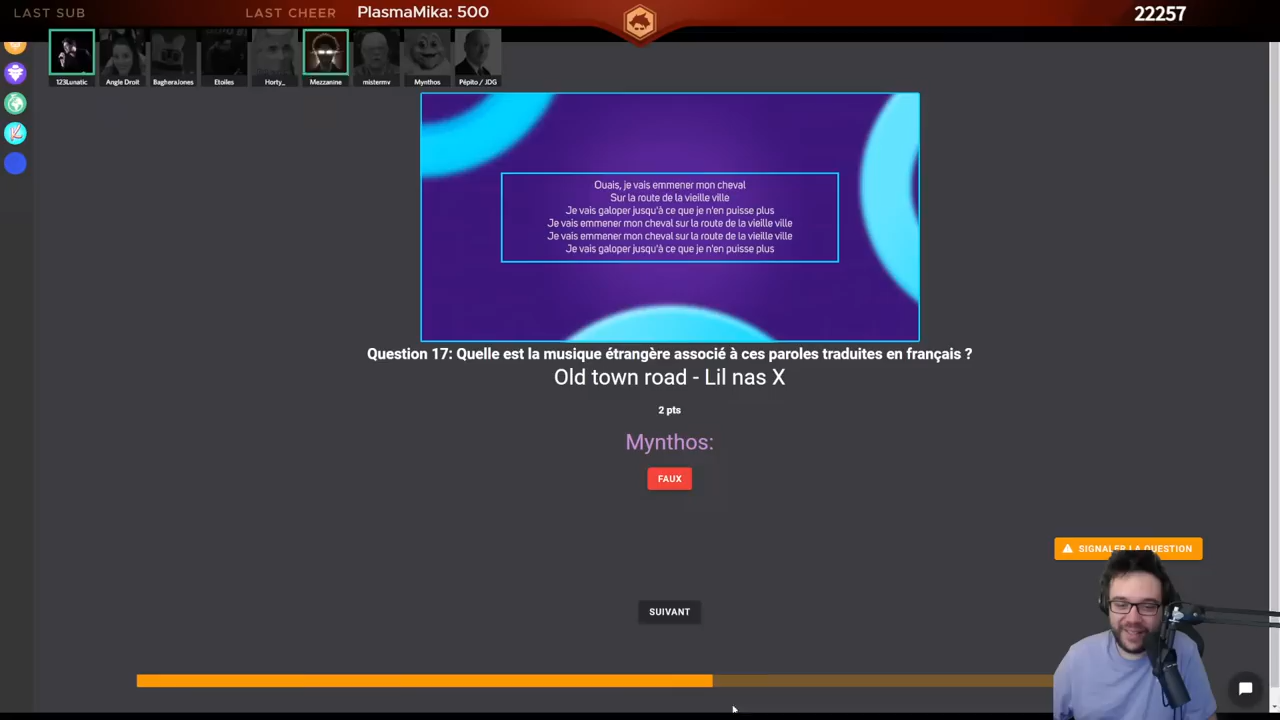 LAST SUB
LAST CHEER
PlasmaMika: 500
22257
123Lunatic
Angle Droit
BagheraJones
Etoiles
Horty_
Mezzanine
mistermv
Mynthos
Pépito / JDG
Ouais, je vais emmener mon cheval
Sur la route de la vieille ville
Je vais galoper jusqu'à ce que je n'en puisse plus
Je vais emmener mon cheval sur la route de la vieille ville
Je vais emmener mon cheval sur la route de la vieille ville
Je vais galoper jusqu'à ce que je n'en puisse plus
Question 17: Quelle est la musique étrangère associé à ces paroles traduites en français ?
Old town road - Lil nas X
2 pts
Mynthos:
FAUX
SIGNALER LA QUESTION
SUIVANT